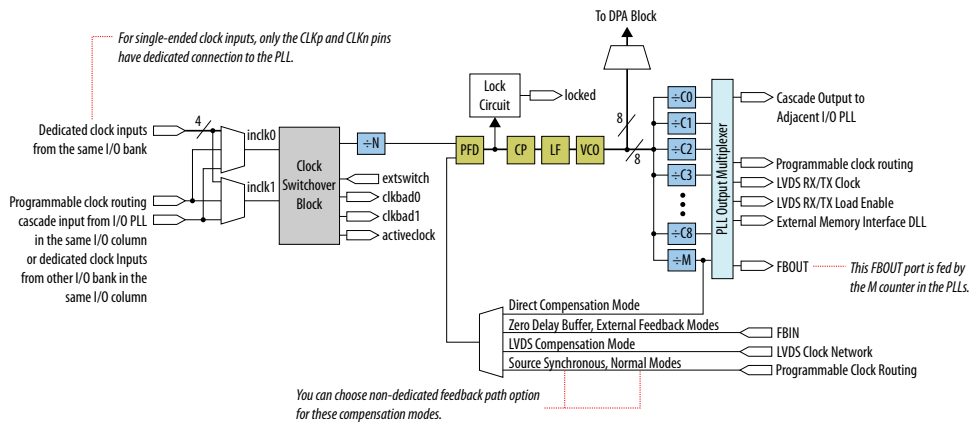 To DPA Block
For single-ended clock inputs, only the CLKp and CLKn pins
have dedicated connection to the PLL.
Lock
Circuit
locked
4
Dedicated clock inputs
from the same I/O bank
inclk0
inclk1
Clock
Switchover
Block
÷N
PFD
CP
LF
VCO
8
8
÷C0
÷C1
÷C2
÷C3
÷C8
÷M
PLL Output Multiplexer
Cascade Output to
Adjacent I/O PLL
Programmable clock routing
LVDS RX/TX Clock
LVDS RX/TX Load Enable
External Memory Interface DLL
FBOUT
This FBOUT port is fed by
the M counter in the PLLs.
extswitch
clkbad0
clkbad1
activeclock
Programmable clock routing
cascade input from I/O PLL
in the same I/O column
or dedicated clock Inputs
from other I/O bank in the
same I/O column
Direct Compensation Mode
Zero Delay Buffer, External Feedback Modes
LVDS Compensation Mode
Source Synchronous, Normal Modes
FBIN
LVDS Clock Network
Programmable Clock Routing
You can choose non-dedicated feedback path option
for these compensation modes.